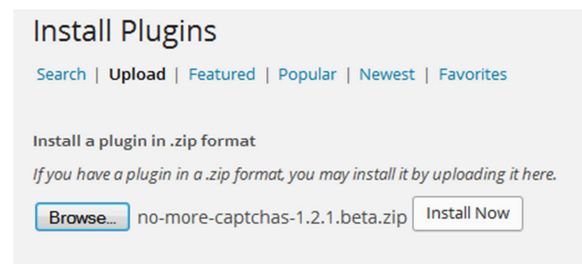 Install Plugins
Search | Upload | Featured | Popular | Newest | Favorites
Install a plugin in .zip format
If you have a plugin in a .zip format, you may install it by uploading it here.
Browse... no-more-captchas-1.2.1.beta.zip Install Now